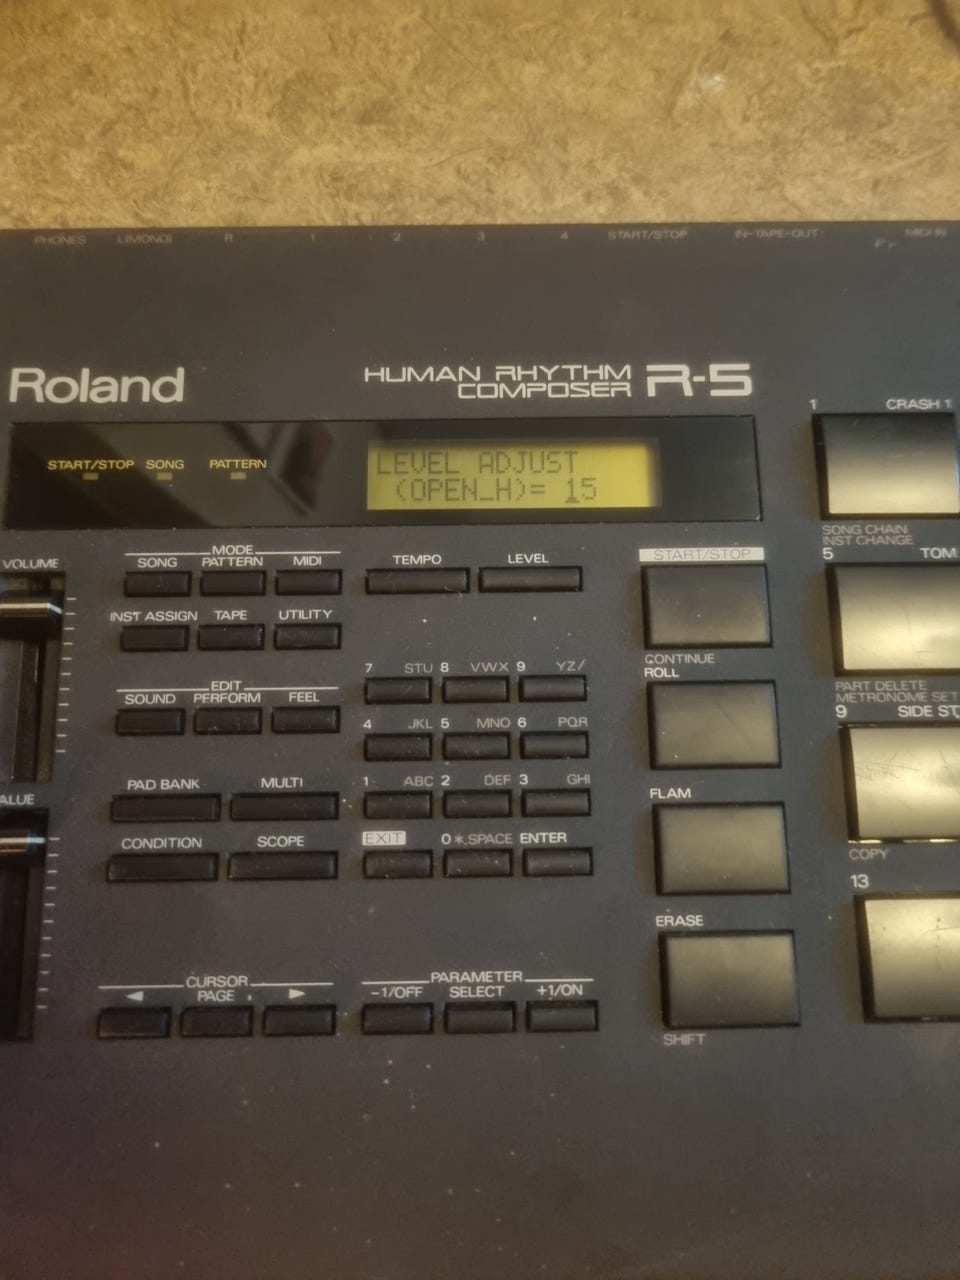 PHONES L(MONO) R 1 2 3 4 START/STOP IN-TAPE-OUT MIDI IN
Roland
HUMAN RHYTHM
COMPOSER R-5
1 CRASH 1
START/STOP SONG PATTERN
LEVEL ADJUST
(OPEN_H)= 15
SONG CHAIN
INST CHANGE
5 TOM
VOLUME
MODE
SONG PATTERN MIDI
TEMPO LEVEL
START/STOP
INST ASSIGN TAPE UTILITY
CONTINUE
ROLL
7 STU 8 VWX 9 YZ/
EDIT
SOUND PERFORM FEEL
PART DELETE
METRONOME SET
9 SIDE ST
4 JKL 5 MNO 6 PQR
PAD BANK MULTI
1 ABC 2 DEF 3 GHI
FLAM
ALUE
CONDITION SCOPE
EXIT 0 *.SPACE ENTER
COPY
13
ERASE
CURSOR
◀ PAGE ▶
PARAMETER
-1/OFF SELECT +1/ON
SHIFT